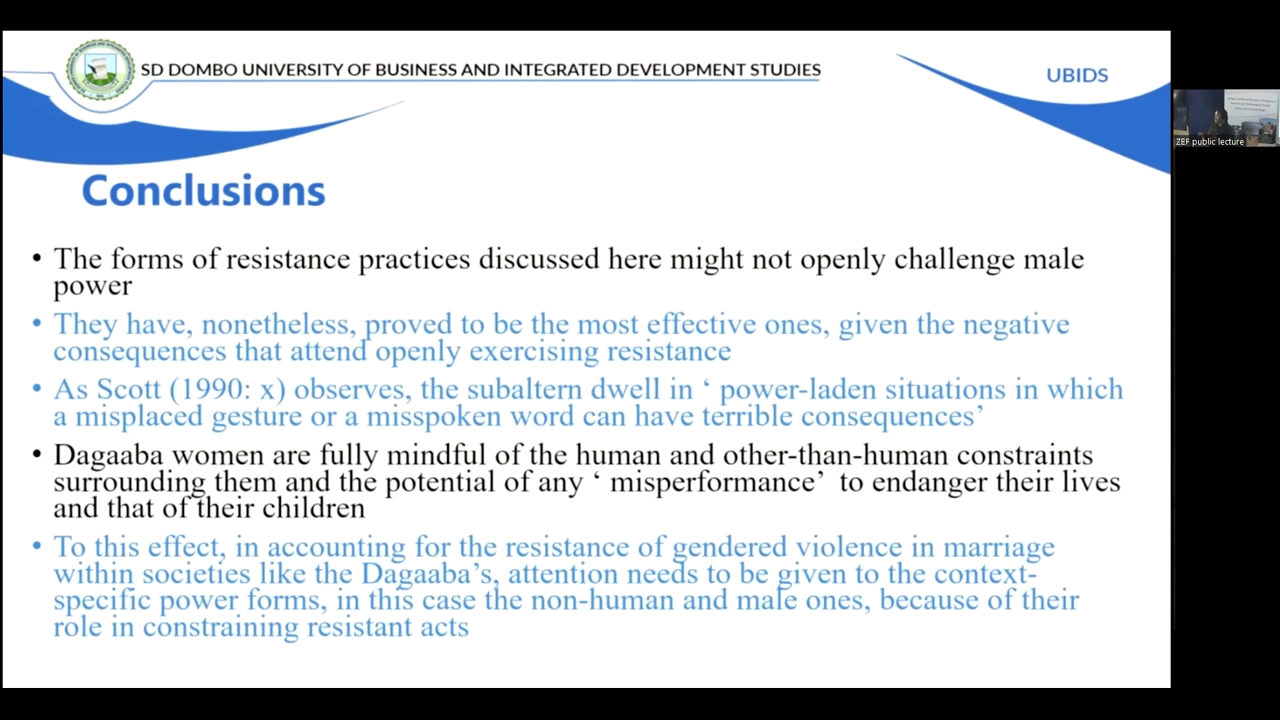 SD DOMBO UNIVERSITY OF BUSINESS AND INTEGRATED DEVELOPMENT STUDIES
UBIDS
ZEF public lecture
Conclusions
• The forms of resistance practices discussed here might not openly challenge male
power
• They have, nonetheless, proved to be the most effective ones, given the negative
consequences that attend openly exercising resistance
• As Scott (1990: x) observes, the subaltern dwell in ‘ power-laden situations in which
a misplaced gesture or a misspoken word can have terrible consequences’
• Dagaaba women are fully mindful of the human and other-than-human constraints
surrounding them and the potential of any ‘ misperformance’ to endanger their lives
and that of their children
• To this effect, in accounting for the resistance of gendered violence in marriage
within societies like the Dagaaba’s, attention needs to be given to the context-
specific power forms, in this case the non-human and male ones, because of their
role in constraining resistant acts